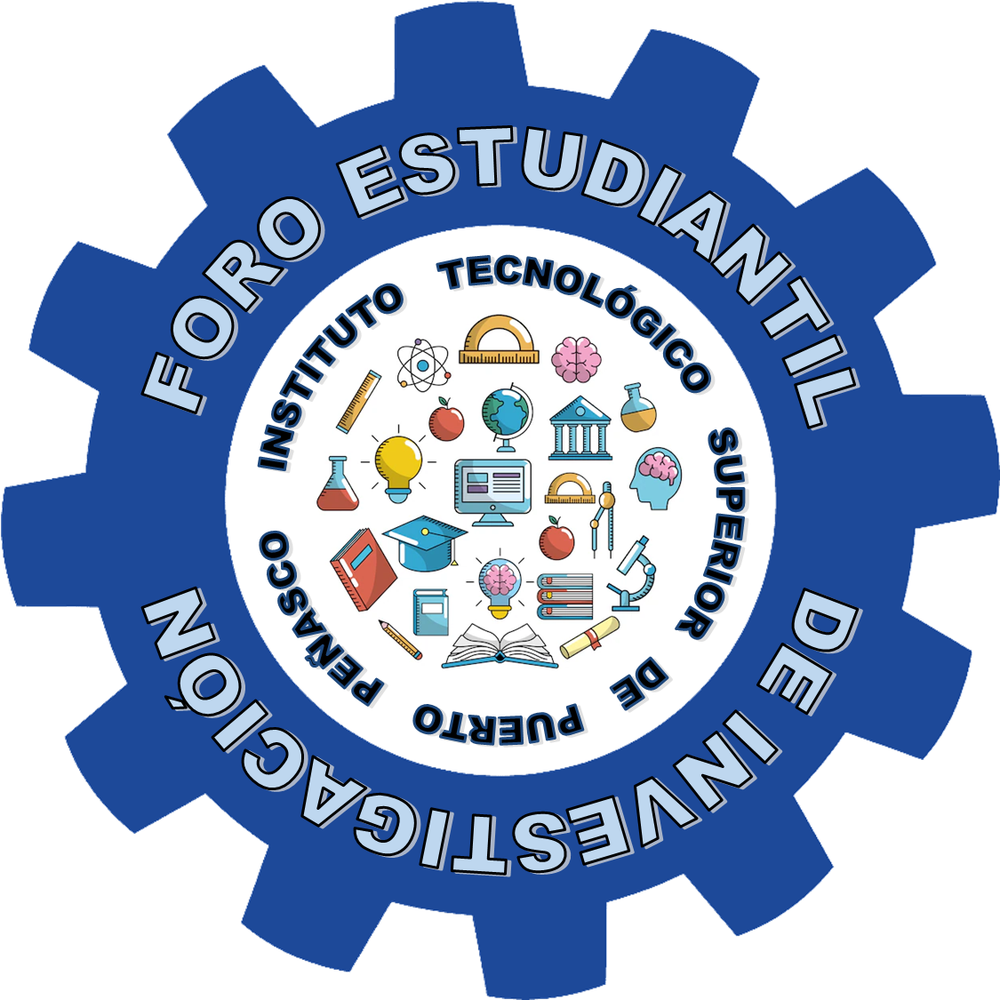 FORO ESTUDIANTIL
DE INVESTIGACIÓN
INSTITUTO TECNOLÓGICO SUPERIOR DE PUERTO PEÑASCO